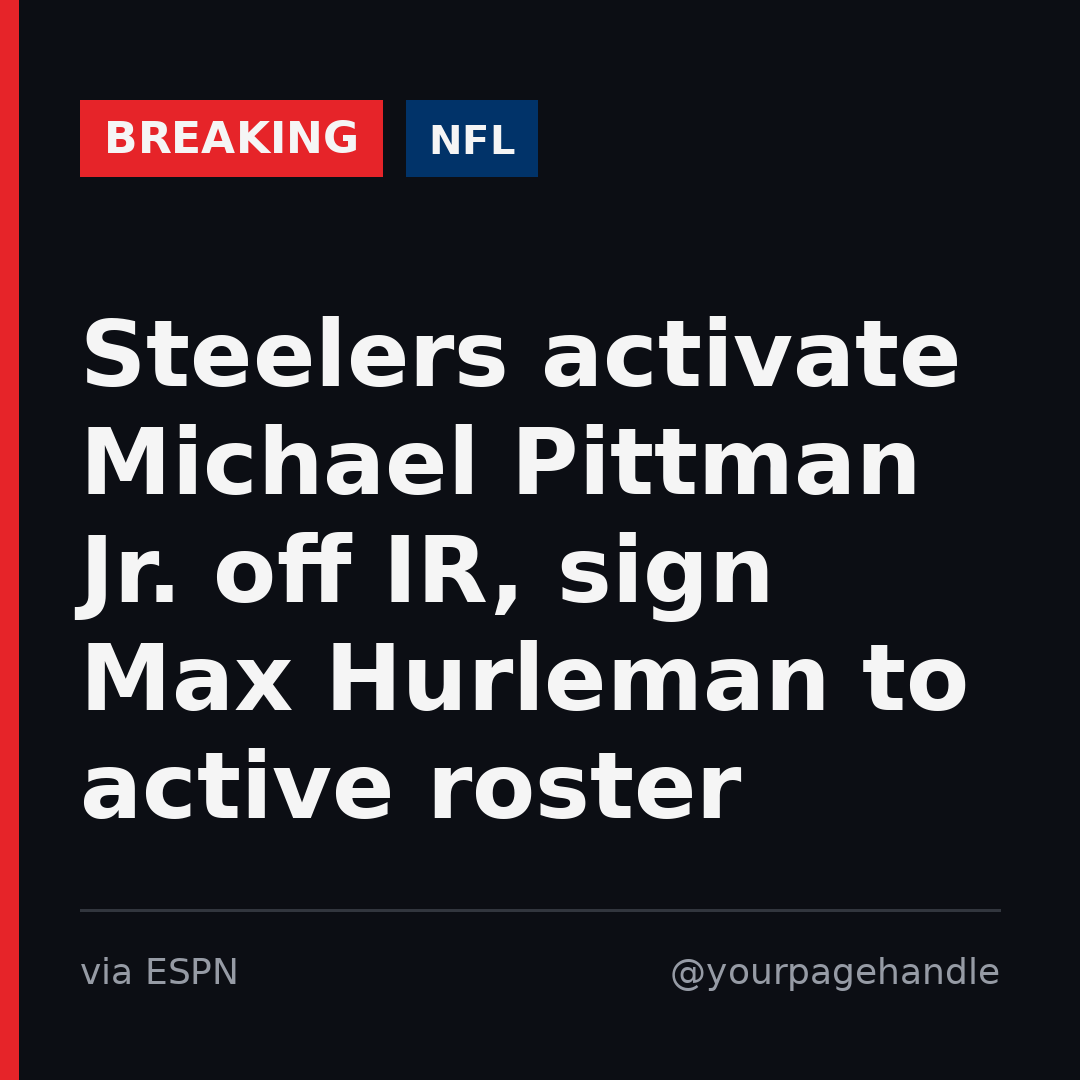 BREAKING NFL
Steelers activate
Michael Pittman
Jr. off IR, sign
Max Hurleman to
active roster
via ESPN @yourpagehandle